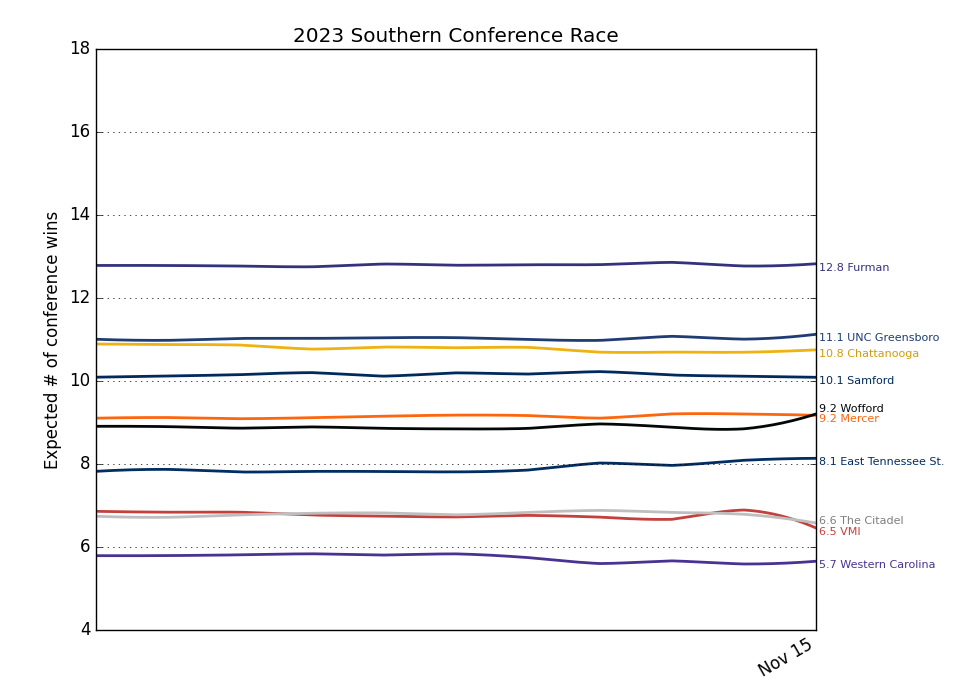 2023 Southern Conference Race
Expected # of conference wins
18
16
14
12
10
8
6
4
12.8 Furman
11.1 UNC Greensboro
10.8 Chattanooga
10.1 Samford
9.2 Wofford
9.2 Mercer
8.1 East Tennessee St.
6.6 The Citadel
6.5 VMI
5.7 Western Carolina
Nov 15